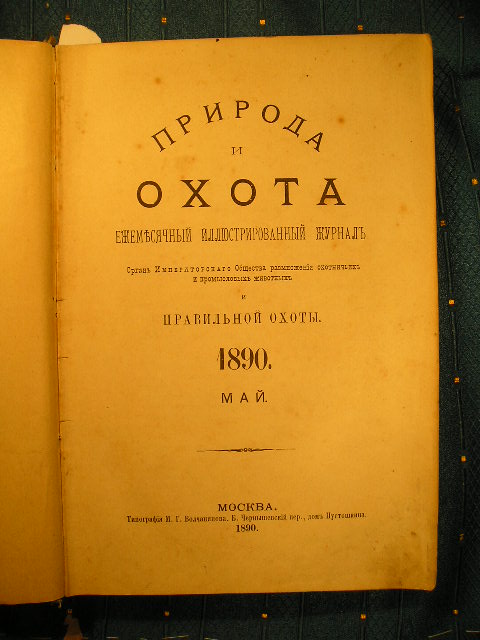 ПРИРОДА
И
ОХОТА
ЕЖЕМѢСЯЧНЫЙ ИЛЛЮСТРИРОВАННЫЙ ЖУРНАЛЪ
Органъ ИМПЕРАТОРСКАГО Общества размноженія охотничьихъ
и промысловыхъ животныхъ
и
ПРАВИЛЬНОЙ ОХОТЫ.
1890.
МАЙ.
МОСКВА.
Типографія И. Г. Волчанинова, Б. Чернышевскій пер., домъ Пустошкина.
1890.